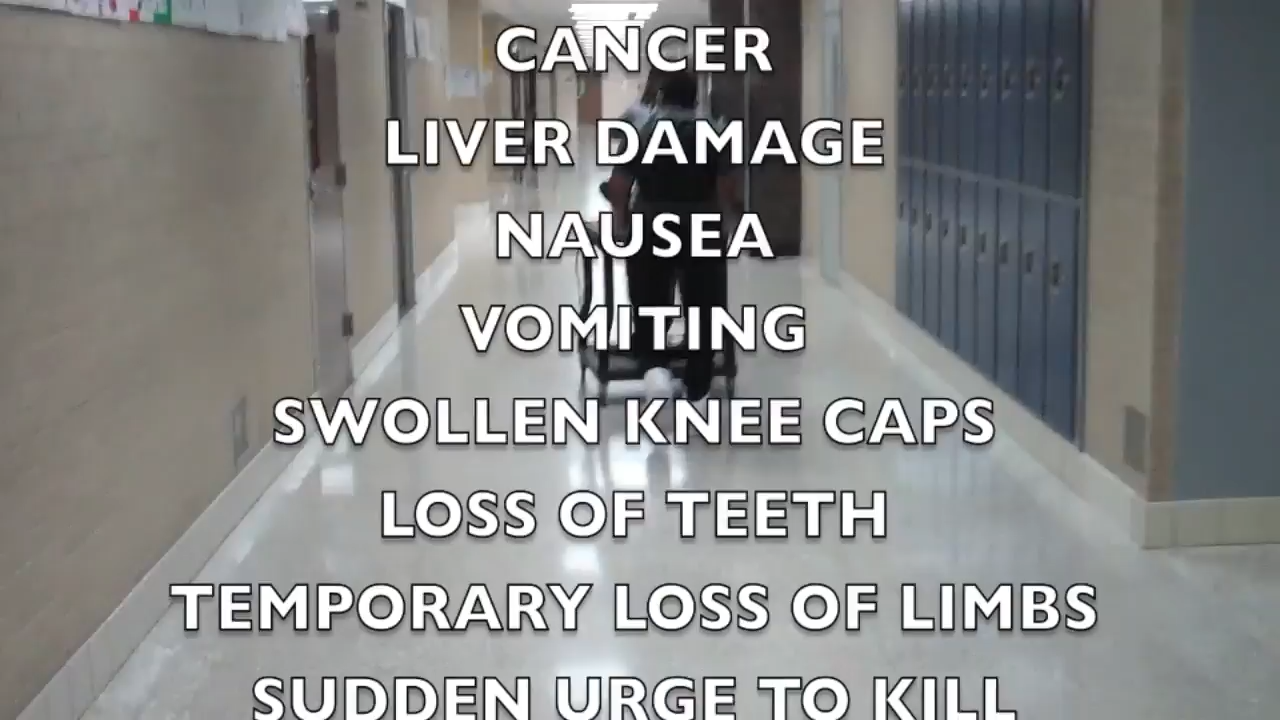 CANCER
LIVER DAMAGE
NAUSEA
VOMITING
SWOLLEN KNEE CAPS
LOSS OF TEETH
TEMPORARY LOSS OF LIMBS
SUDDEN URGE TO KILL